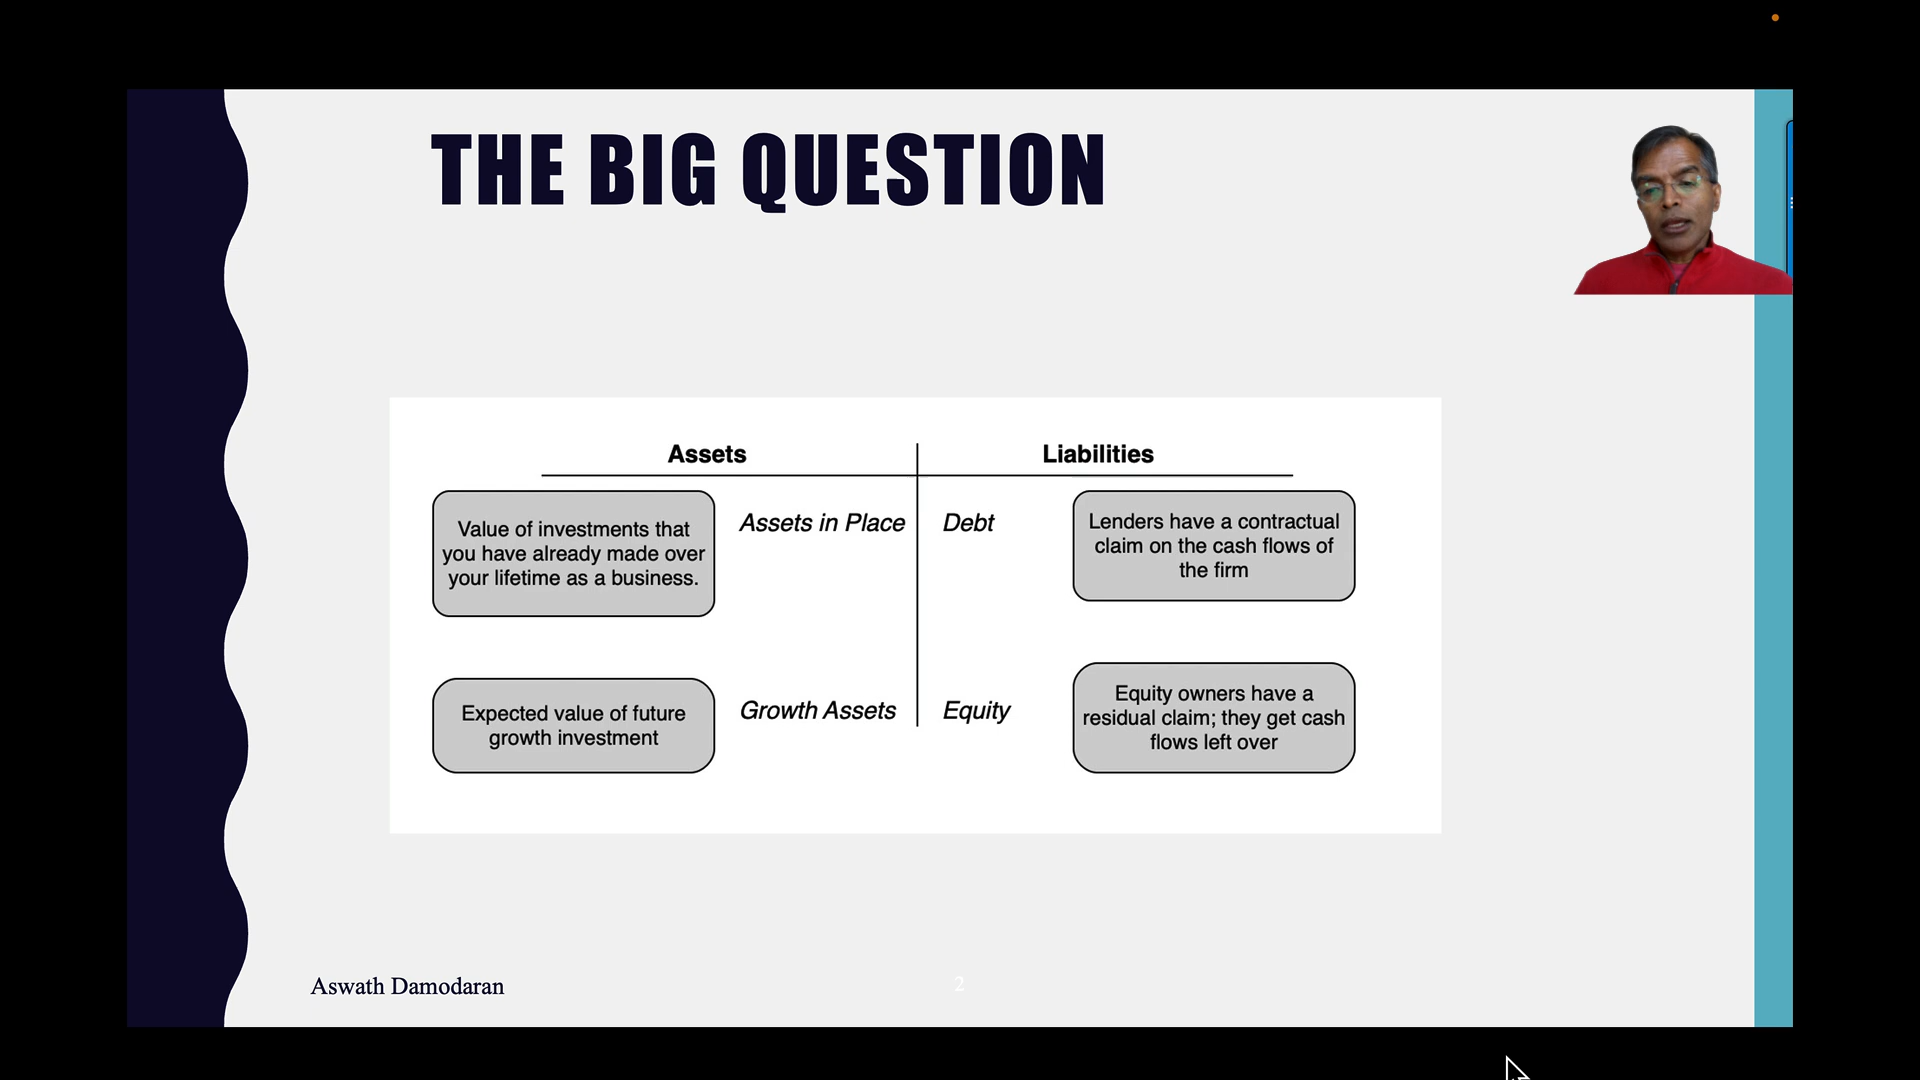 THE BIG QUESTION
Assets
Liabilities
Value of investments that
you have already made over
your lifetime as a business.
Assets in Place
Debt
Lenders have a contractual
claim on the cash flows of
the firm
Expected value of future
growth investment
Growth Assets
Equity
Equity owners have a
residual claim; they get cash
flows left over
Aswath Damodaran
2